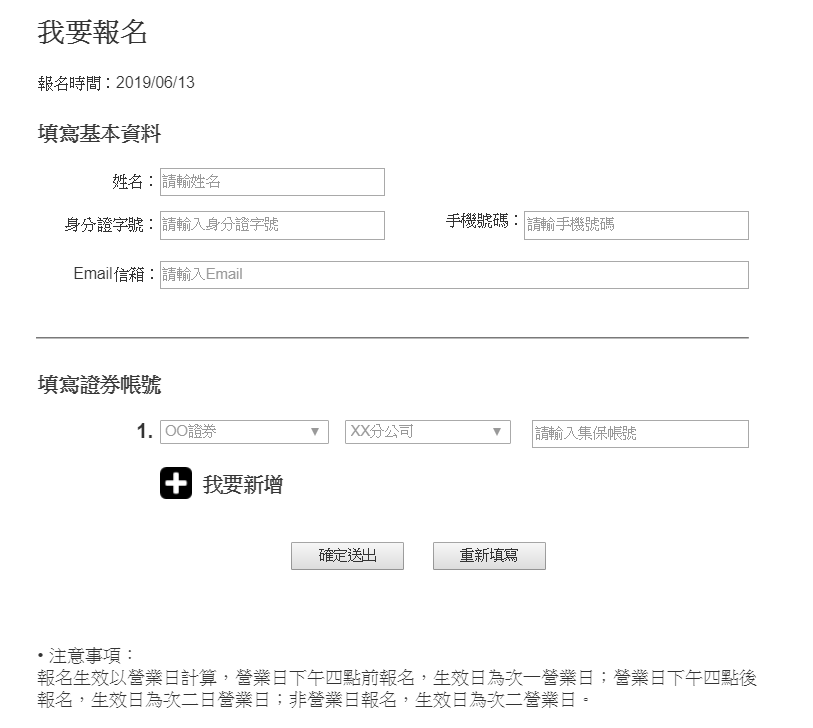 我要報名
報名時間：2019/06/13
填寫基本資料
姓名： 請輸姓名
身分證字號： 請輸入身分證字號 手機號碼： 請輸手機號碼
Email信箱： 請輸入Email
填寫證券帳號
1. OO證券 ▼ XX分公司 ▼ 請輸入集保帳號
我要新增
確定送出 重新填寫
• 注意事項：
報名生效以營業日計算，營業日下午四點前報名，生效日為次一營業日；營業日下午四點後
報名，生效日為次二日營業日；非營業日報名，生效日為次二營業日。